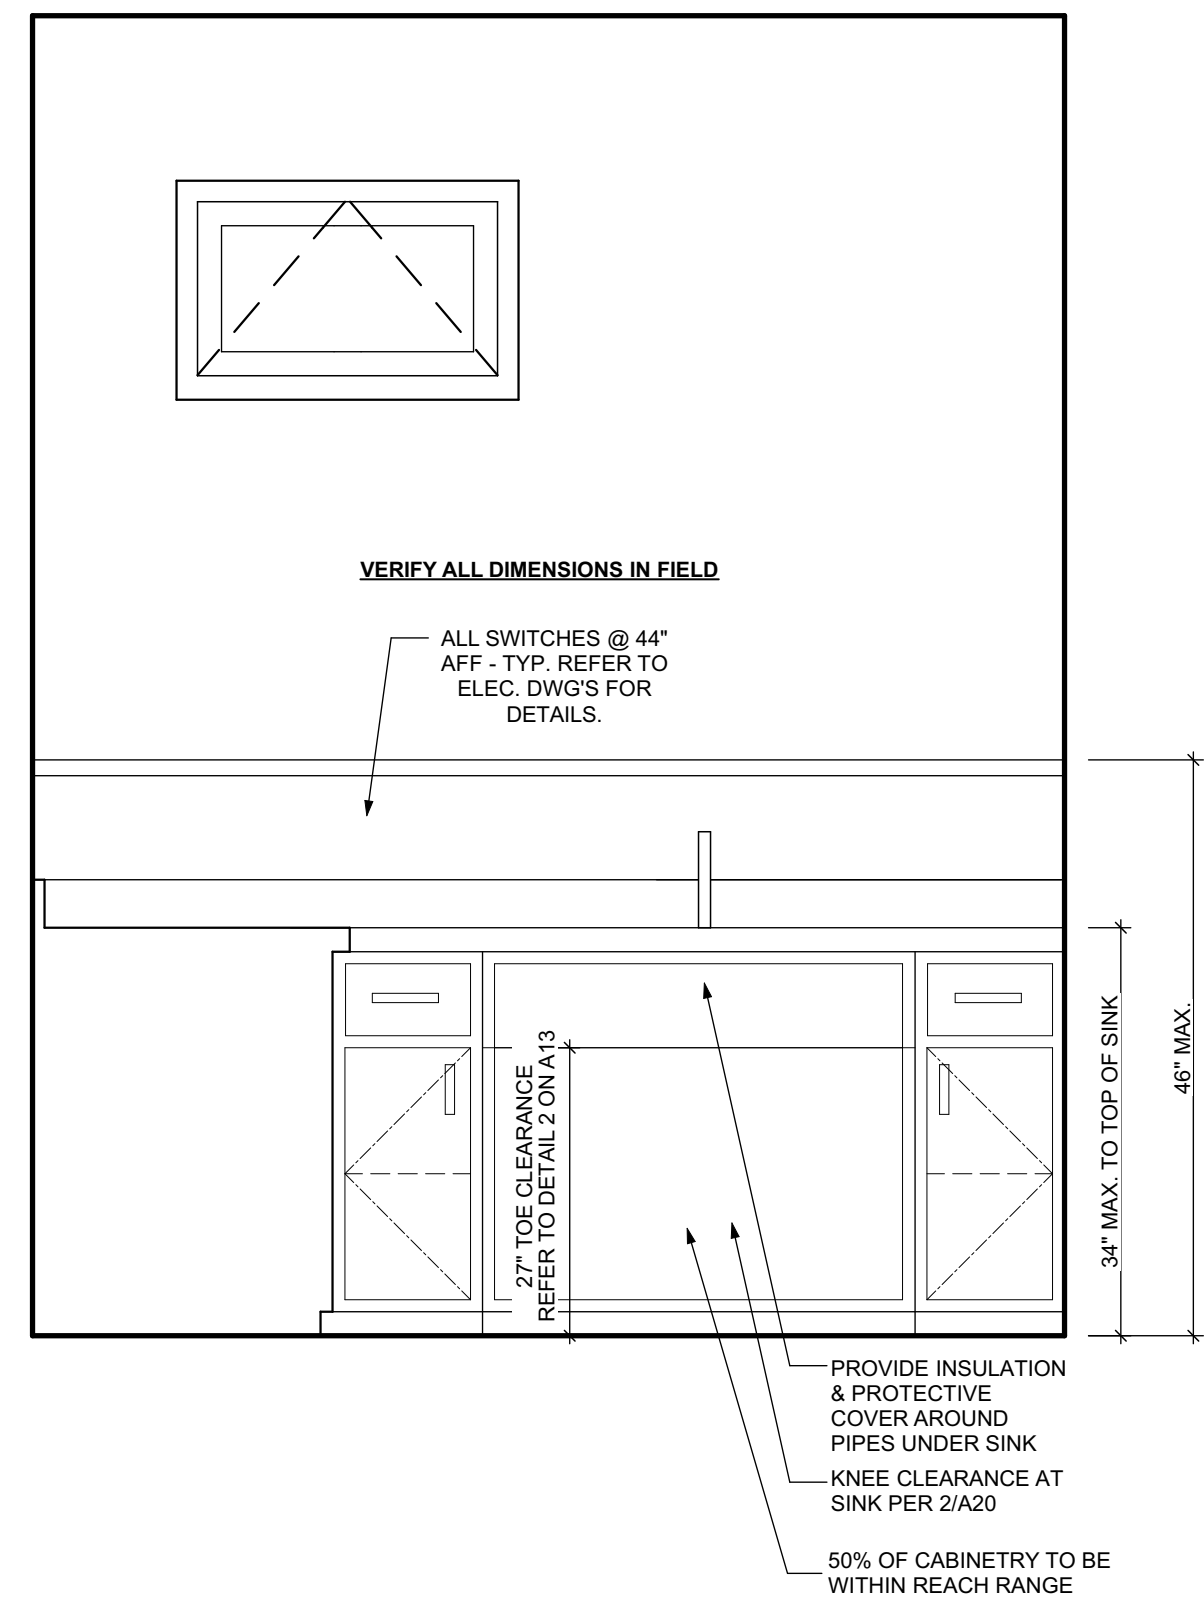 VERIFY ALL DIMENSIONS IN FIELD
ALL SWITCHES @ 44"
AFF - TYP. REFER TO
ELEC. DWG'S FOR
DETAILS.
27" TOE CLEARANCE
REFER TO DETAIL 2 ON A13
34" MAX. TO TOP OF SINK
46" MAX.
PROVIDE INSULATION
& PROTECTIVE
COVER AROUND
PIPES UNDER SINK
KNEE CLEARANCE AT
SINK PER 2/A20
50% OF CABINETRY TO BE
WITHIN REACH RANGE